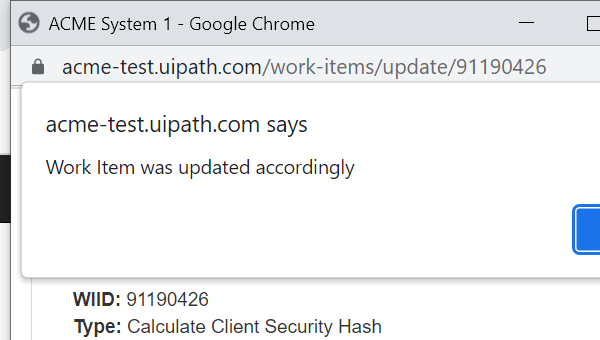 ACME System 1 - Google Chrome
acme-test.uipath.com/work-items/update/91190426
acme-test.uipath.com says
Work Item was updated accordingly
WIID: 91190426
Type: Calculate Client Security Hash